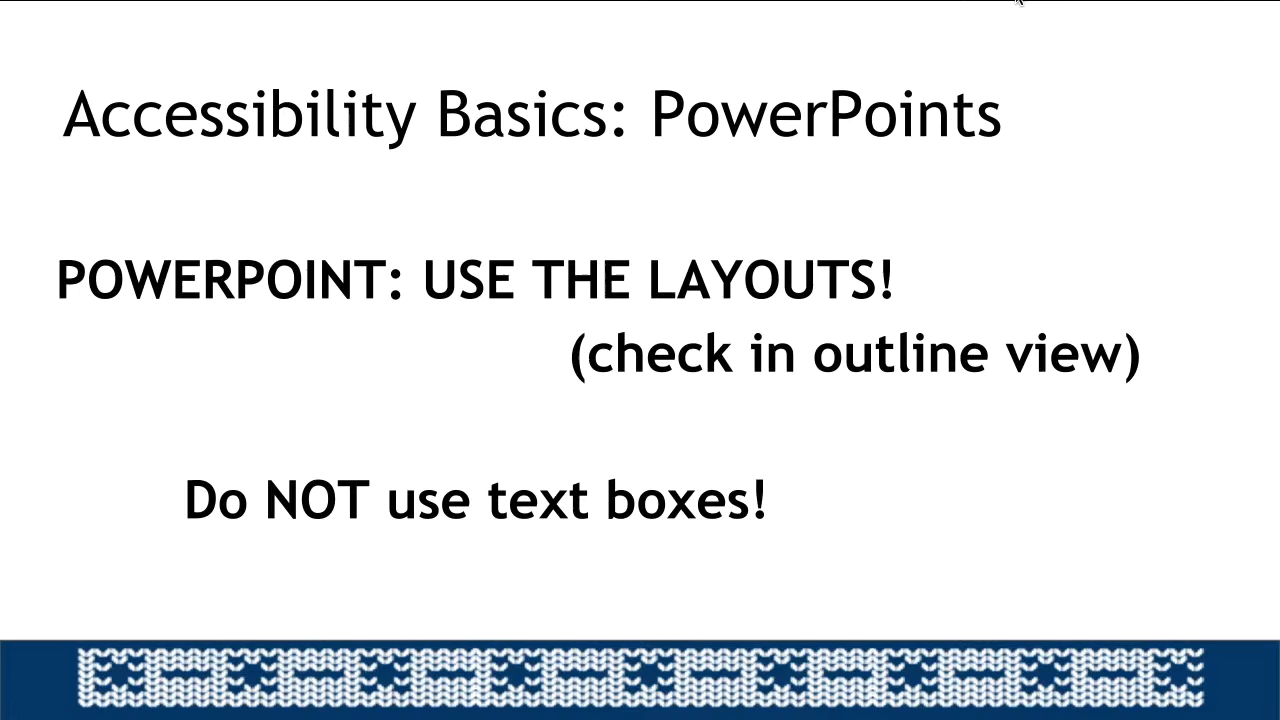 Accessibility Basics: PowerPoints
POWERPOINT: USE THE LAYOUTS!
(check in outline view)
Do NOT use text boxes!